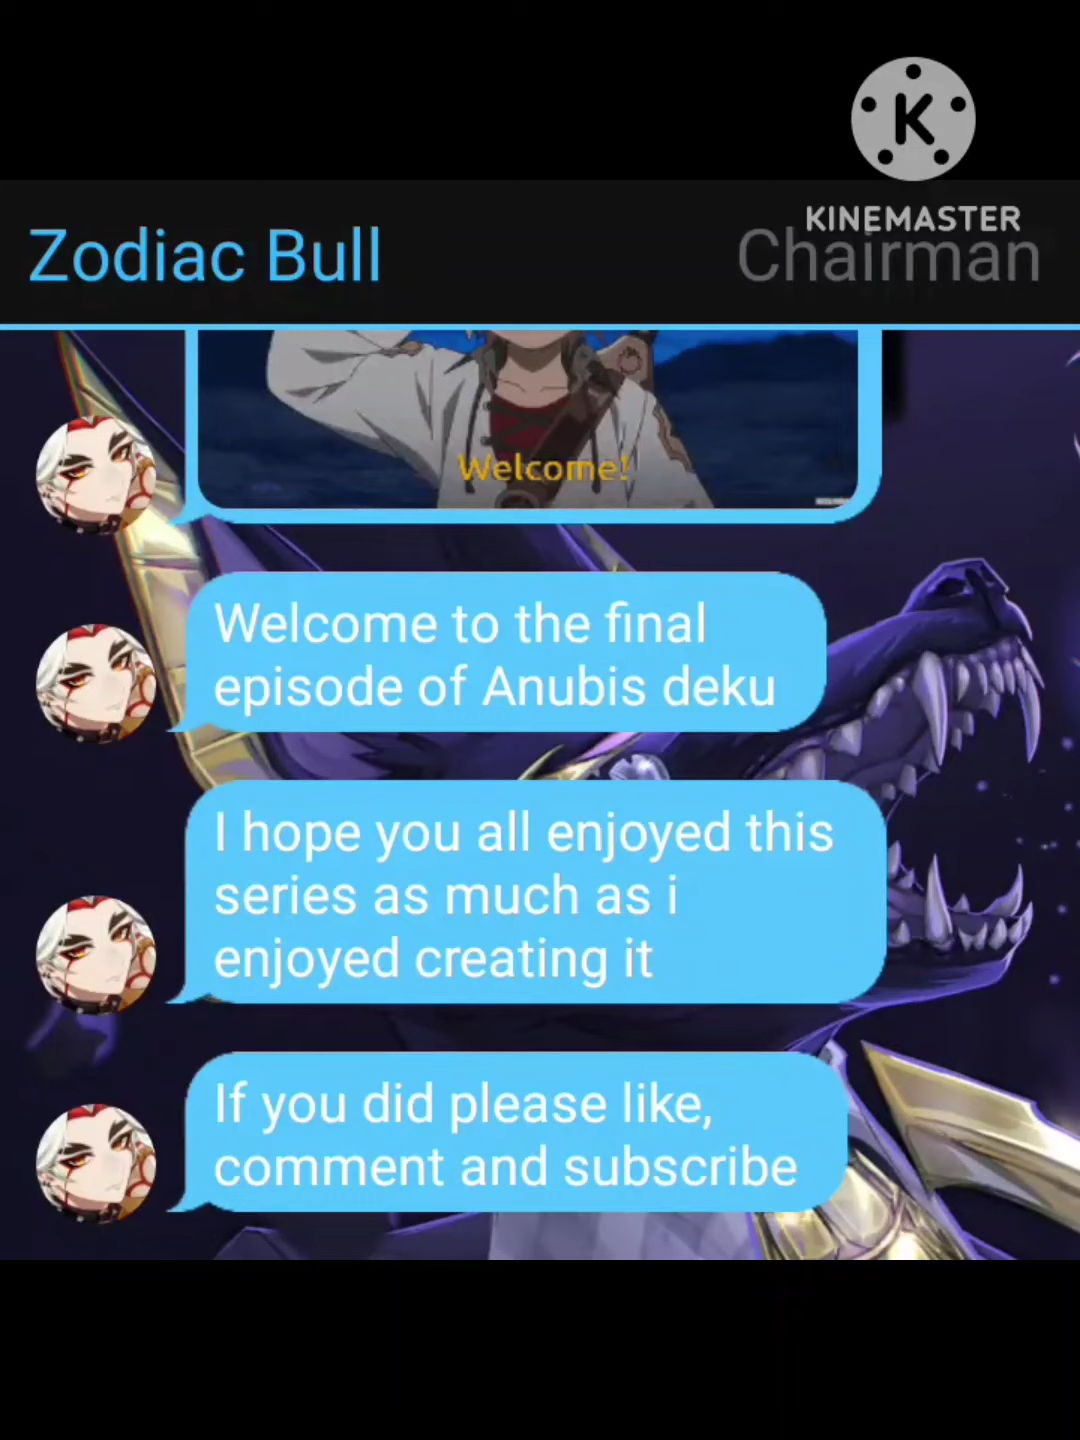 K
KINEMASTER
Zodiac Bull
Chairman
Welcome!
Welcome to the final
episode of Anubis deku
I hope you all enjoyed this
series as much as i
enjoyed creating it
If you did please like,
comment and subscribe